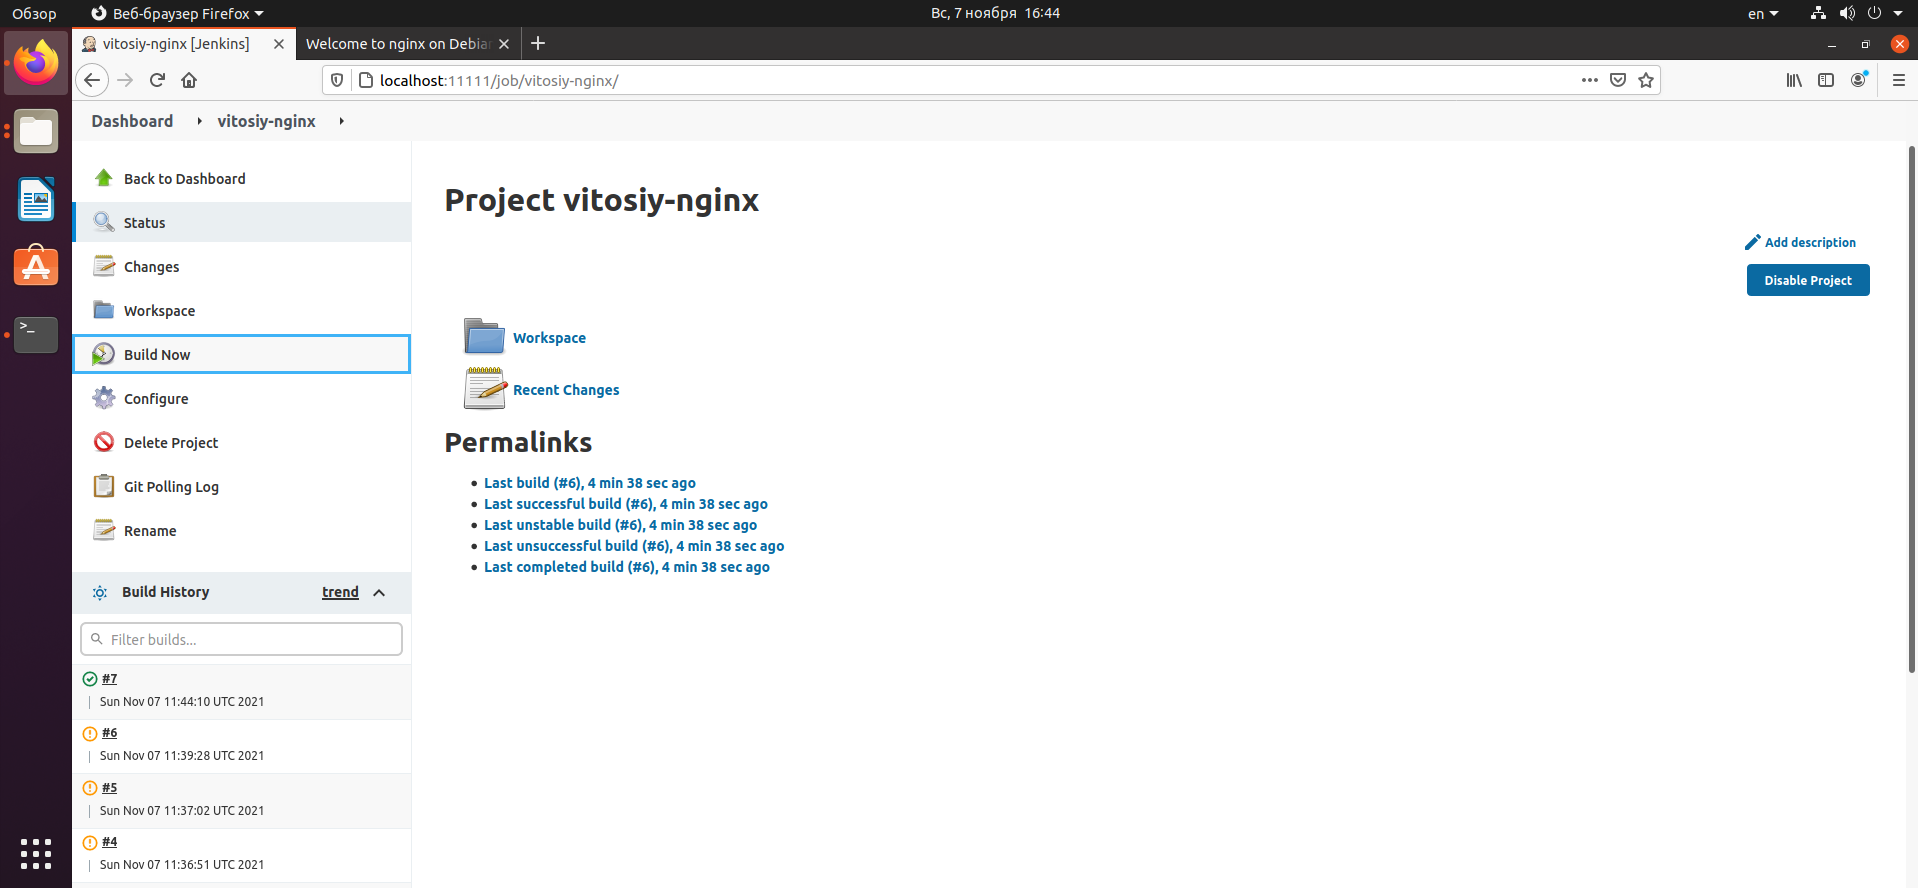 Обзор Веб-браузер Firefox Вс, 7 ноября 16:44 en
vitosiy-nginx [Jenkins] Welcome to nginx on Debia
localhost:11111/job/vitosiy-nginx/
Dashboard vitosiy-nginx
Back to Dashboard
Status
Changes
Workspace
Build Now
Configure
Delete Project
Git Polling Log
Rename
Build History trend
Filter builds...
#7
Sun Nov 07 11:44:10 UTC 2021
#6
Sun Nov 07 11:39:28 UTC 2021
#5
Sun Nov 07 11:37:02 UTC 2021
#4
Sun Nov 07 11:36:51 UTC 2021
Project vitosiy-nginx
Add description
Disable Project
Workspace
Recent Changes
Permalinks
Last build (#6), 4 min 38 sec ago
Last successful build (#6), 4 min 38 sec ago
Last unstable build (#6), 4 min 38 sec ago
Last unsuccessful build (#6), 4 min 38 sec ago
Last completed build (#6), 4 min 38 sec ago